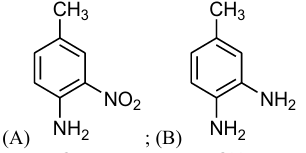 CH₃ CH₃
NO₂ NH₂
(A) NH₂ ; (B) NH₂